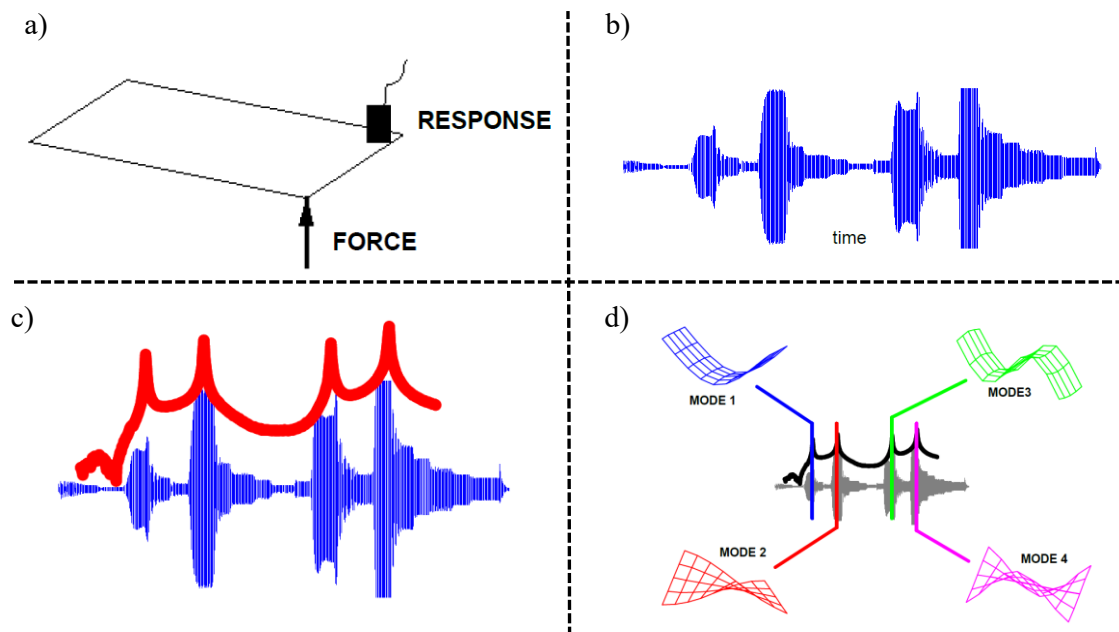 a)
RESPONSE
FORCE
b)
time
c)
d)
MODE 1
MODE3
MODE 2
MODE 4